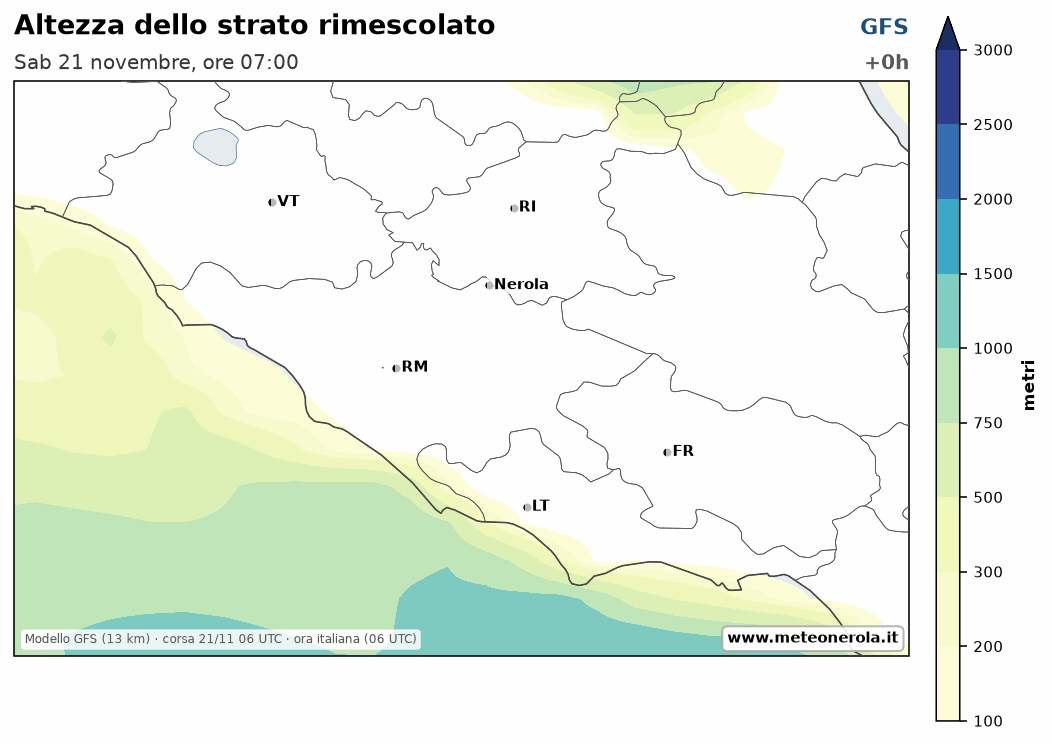 Altezza dello strato rimescolato
GFS
Sab 21 novembre, ore 07:00
+0h
3000
2500
2000
1500
1000
750
500
300
200
100
metri
VT
RI
Nerola
RM
FR
LT
Modello GFS (13 km) · corsa 21/11 06 UTC · ora italiana (06 UTC)
www.meteonerola.it